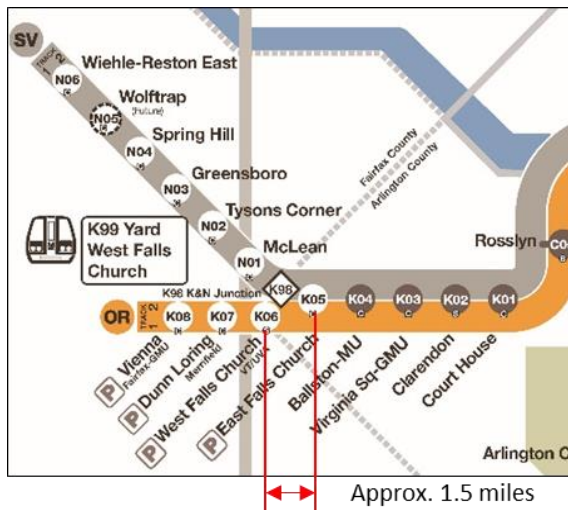 SV
TRACK
1 2
N06
Wiehle-Reston East
N05
Wolftrap
(Future)
N04
Spring Hill
N03
Greensboro
N02
Tysons Corner
N01
McLean
Fairfax County
Arlington County
K99 Yard
West Falls
Church
K98 K&N Junction
K98
Rosslyn
OR
TRACK
1 2
K08
K07
K06
K05
K04
K03
K02
K01
Vienna
Fairfax-GMU
Dunn Loring
Merrifield
West Falls Church
VT/UVA
East Falls Church
Ballston-MU
Virginia Sq-GMU
Clarendon
Court House
P
P
P
P
Arlington C
Approx. 1.5 miles